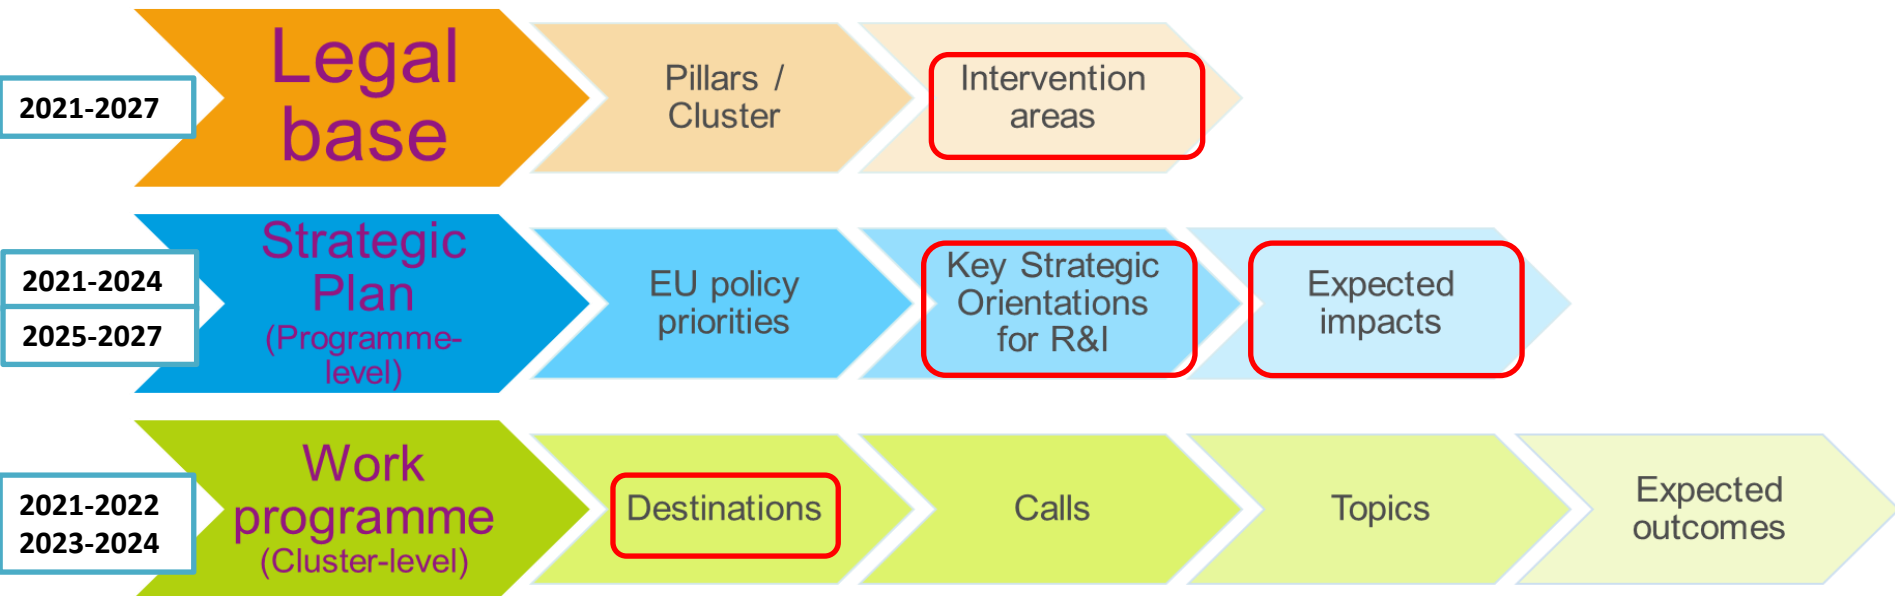 2021-2027
Legal
base
Pillars /
Cluster
Intervention
areas
2021-2024
2025-2027
Strategic
Plan
(Programme-
level)
EU policy
priorities
Key Strategic
Orientations
for R&I
Expected
impacts
2021-2022
2023-2024
Work
programme
(Cluster-level)
Destinations
Calls
Topics
Expected
outcomes